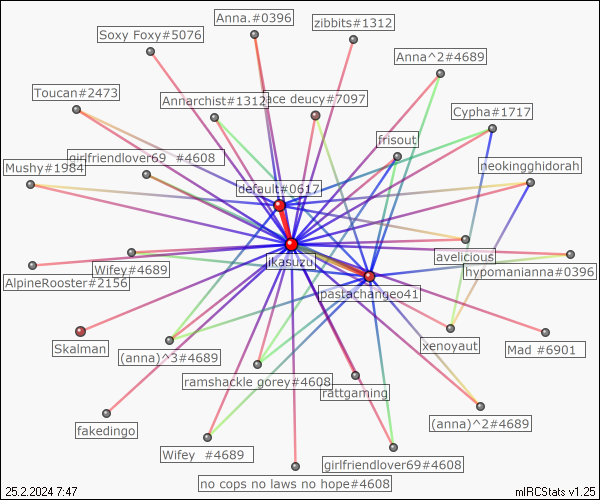 Anna.#0396
zibbits#1312
Soxy Foxy#5076
Anna^2#4689
Toucan#2473
Annarchist#1312
ace deucy#7097
Cypha#1717
frisout
girlfriendlover69 #4608
Mushy#1984
neokingghidorah
default#0617
jikasuzu
avelicious
Wifey#4689
hypomanianna#0396
AlpineRooster#2156
pastachangeo41
Skalman
(anna)^3#4689
xenoyaut
Mad #6901
ramshackle gorey#4608
rattgaming
fakedingo
(anna)^2#4689
Wifey #4689
girlfriendlover69#4608
no cops no laws no hope#4608
25.2.2024 7:47
mIRCStats v1.25